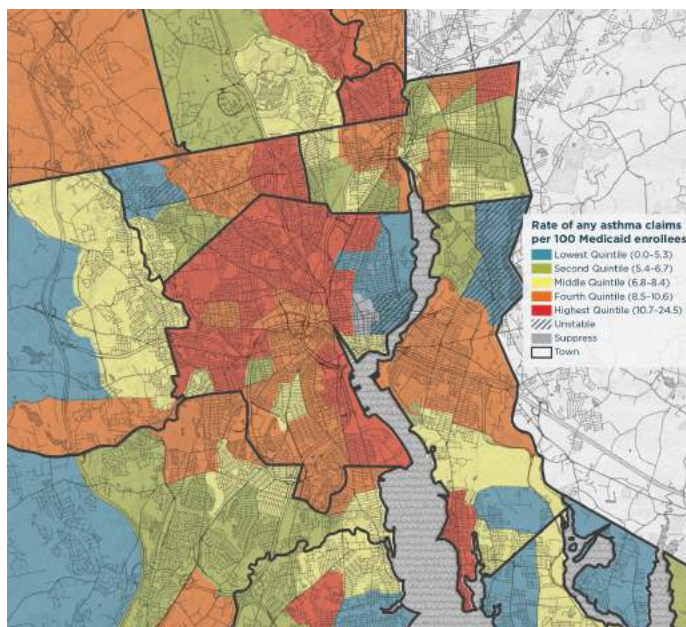 Rate of any asthma claims
per 100 Medicaid enrollees
Lowest Quintile (0.0–5.3)
Second Quintile (5.4–6.7)
Middle Quintile (6.8–8.4)
Fourth Quintile (8.5–10.6)
Highest Quintile (10.7–24.5)
Unstable
Suppress
Town